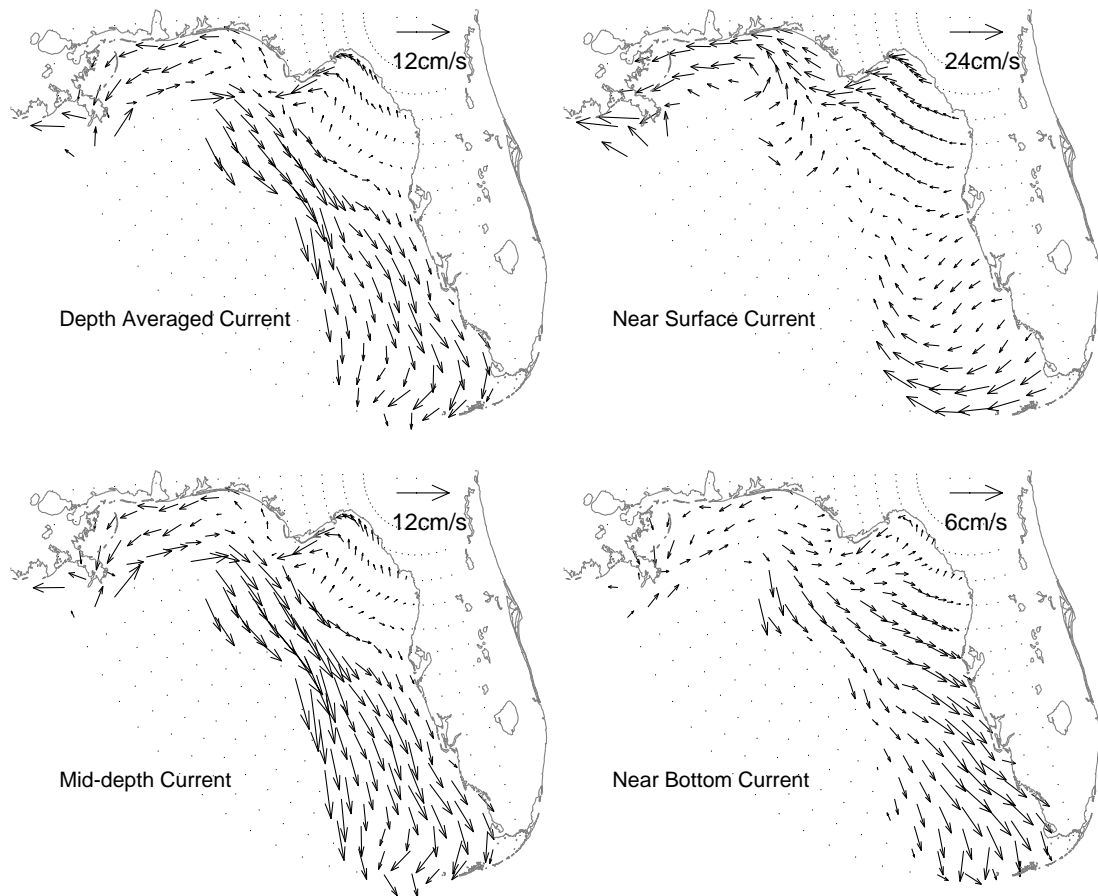 12cm/s
Depth Averaged Current
24cm/s
Near Surface Current
12cm/s
Mid-depth Current
6cm/s
Near Bottom Current